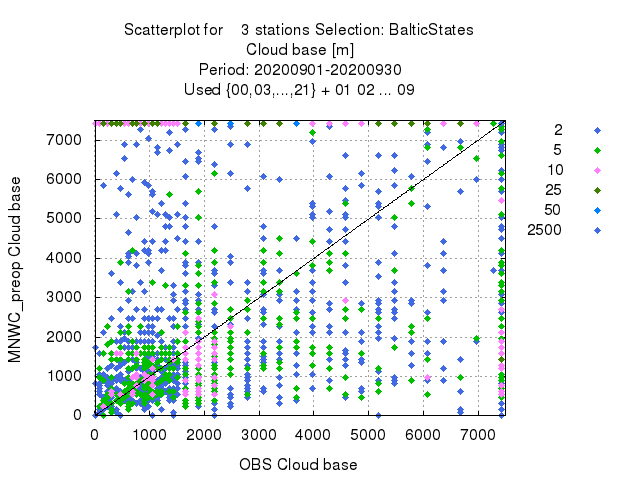 Scatterplot for 3 stations Selection: BalticStates
Cloud base [m]
Period: 20200901-20200930
Used {00,03,...,21} + 01 02 ... 09
MNWC_preop Cloud base
7000
6000
5000
4000
3000
2000
1000
0
0 1000 2000 3000 4000 5000 6000 7000
OBS Cloud base
2
5
10
25
50
2500